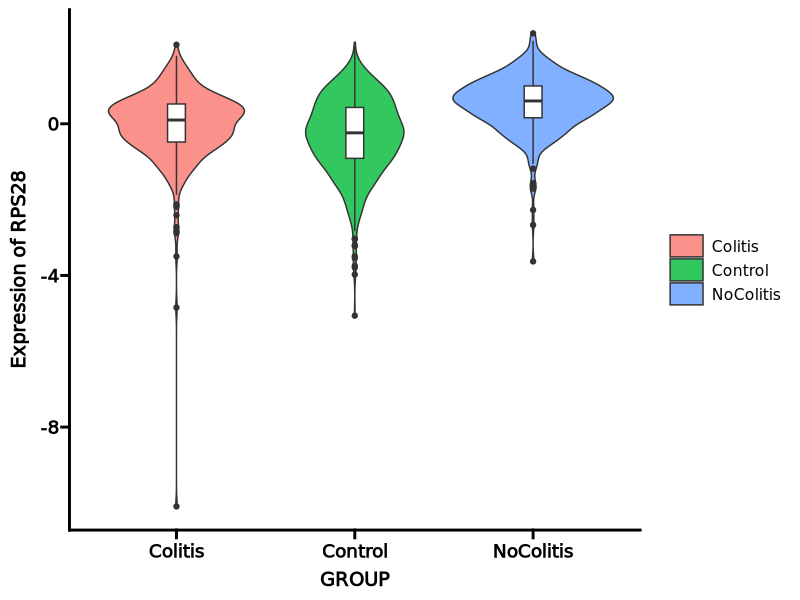 Expression of RPS28
0
-4
-8
Colitis
Control
NoColitis
GROUP
Colitis
Control
NoColitis